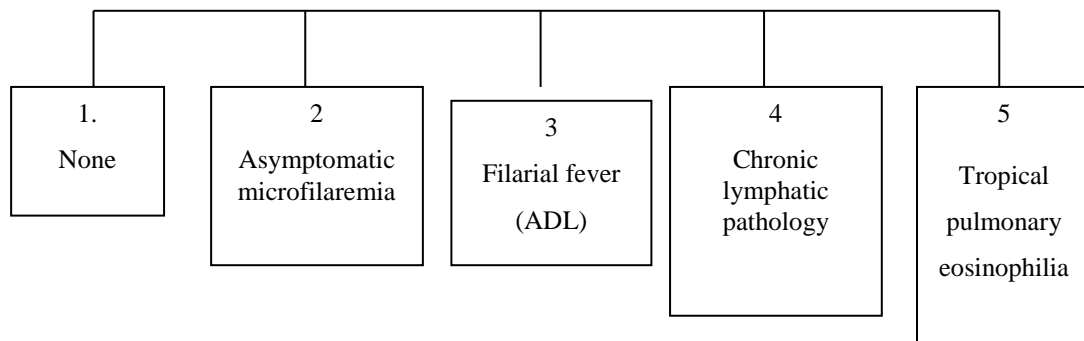 1.
None
2
Asymptomatic
microfilaremia
3
Filarial fever
(ADL)
4
Chronic
lymphatic
pathology
5
Tropical
pulmonary
eosinophilia